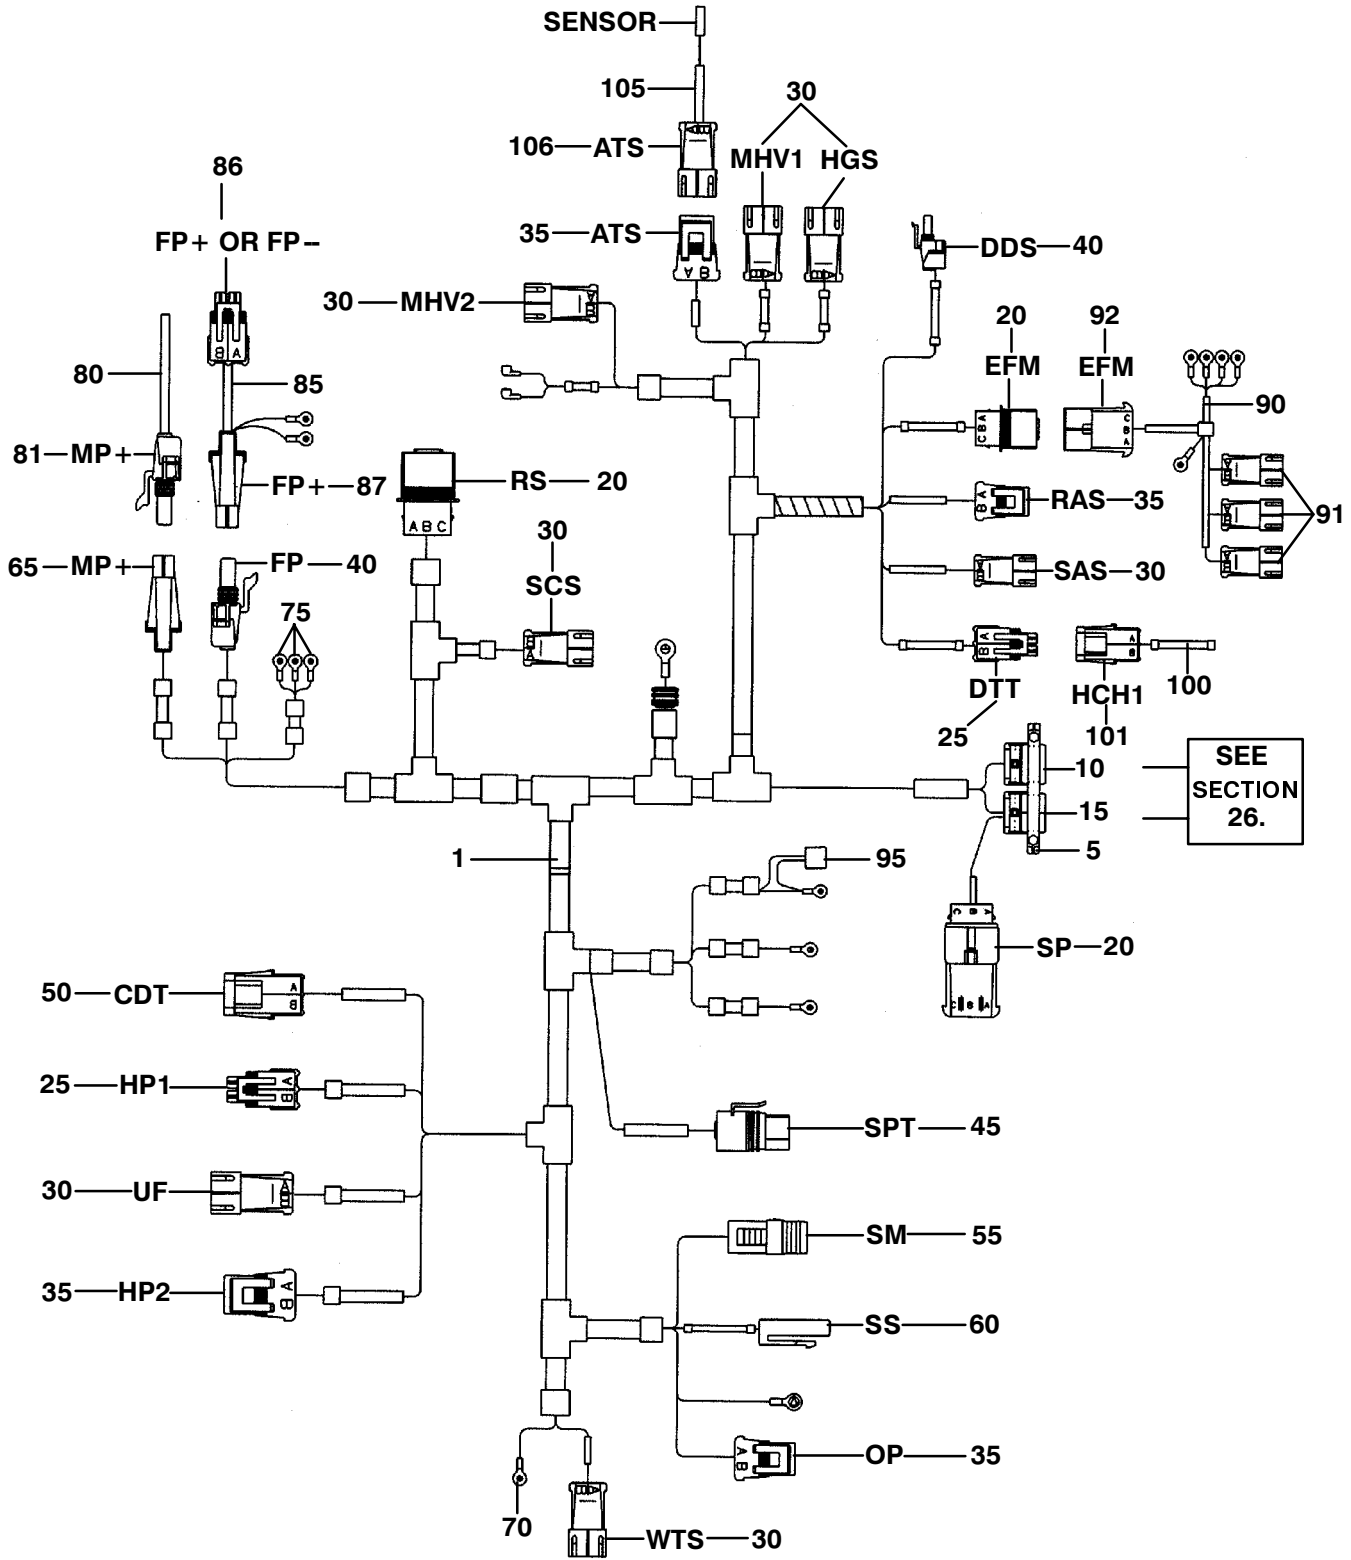 SENSOR
105
30
106 ATS
MHV1 HGS
86
FP+ OR FP--
35 ATS
A B
DDS 40
30 MHV2
20
EFM
92
EFM
B A
80
85
90
C B A
C B A
81 MP+
FP+ 87
RS 20
A B
RAS 35
91
A B C
30
SCS
65 MP+
FP 40
SAS 30
75
A
A B
A B
DTT
25
HCH1
101
100
10
SEE
SECTION
26.
15
5
1
95
C B A
SP 20
C B A
50 CDT
A
B
25 HP1
A
B
SPT 45
30 UF
A
SM 55
35 HP2
A
B
SS 60
A
B
OP 35
70
WTS 30